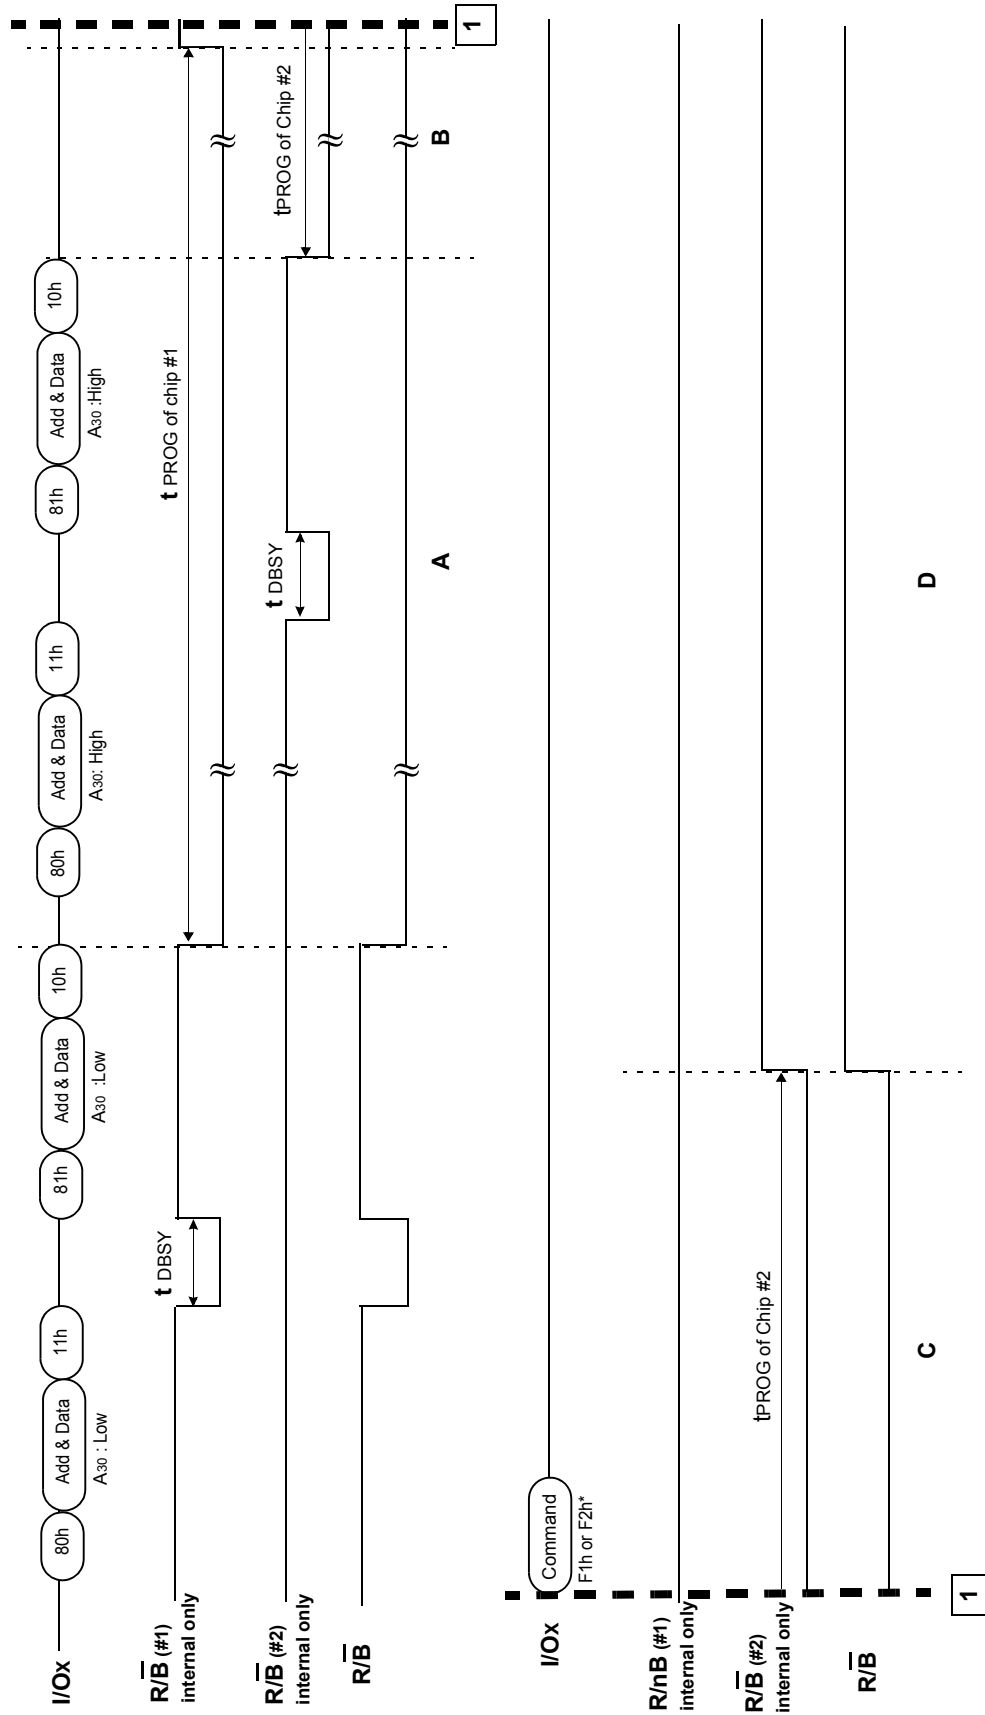 I/Ox
80h
Add & Data
11h
81h
Add & Data
10h
80h
Add & Data
11h
81h
Add & Data
10h
A30 : Low
A30 :Low
A30: High
A30 :High
R/B (#1)
internal only
t DBSY
t PROG of chip #1
R/B (#2)
internal only
t DBSY
tPROG of Chip #2
R/B
A
B
1
I/Ox
Command
F1h or F2h*
R/nB (#1)
internal only
R/B (#2)
internal only
tPROG of Chip #2
R/B
C
D
1